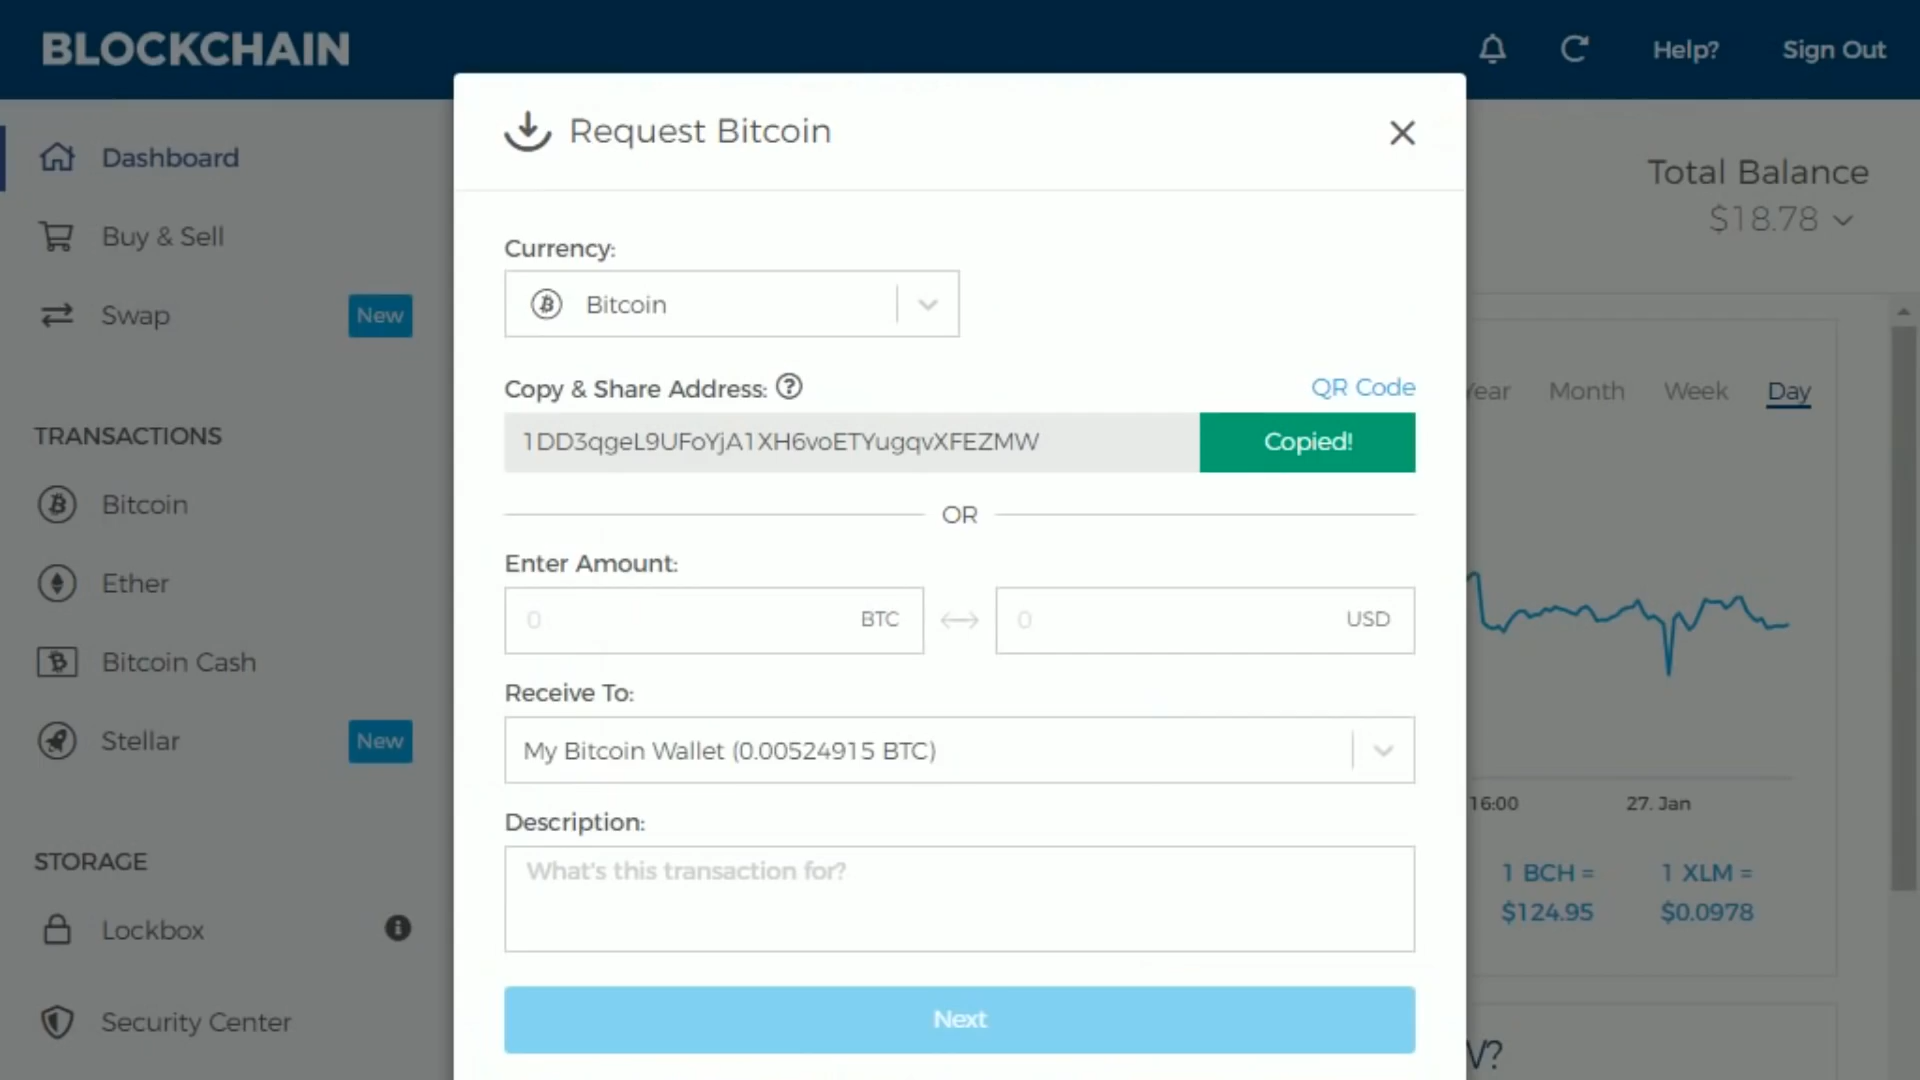 BLOCKCHAIN
Help?
Sign Out
Dashboard
Buy & Sell
Swap
New
TRANSACTIONS
Bitcoin
Ether
Bitcoin Cash
Stellar
New
STORAGE
Lockbox
Security Center
Request Bitcoin
Currency:
Bitcoin
Copy & Share Address:
QR Code
1DD3qgeL9UFoYjA1XH6voETYugqvXFEZMW
Copied!
OR
Enter Amount:
0 BTC
0 USD
Receive To:
My Bitcoin Wallet (0.00524915 BTC)
Description:
What's this transaction for?
Next
Total Balance
$18.78
Year Month Week Day
16:00 27. Jan
1 BCH = 1 XLM =
$124.95 $0.0978